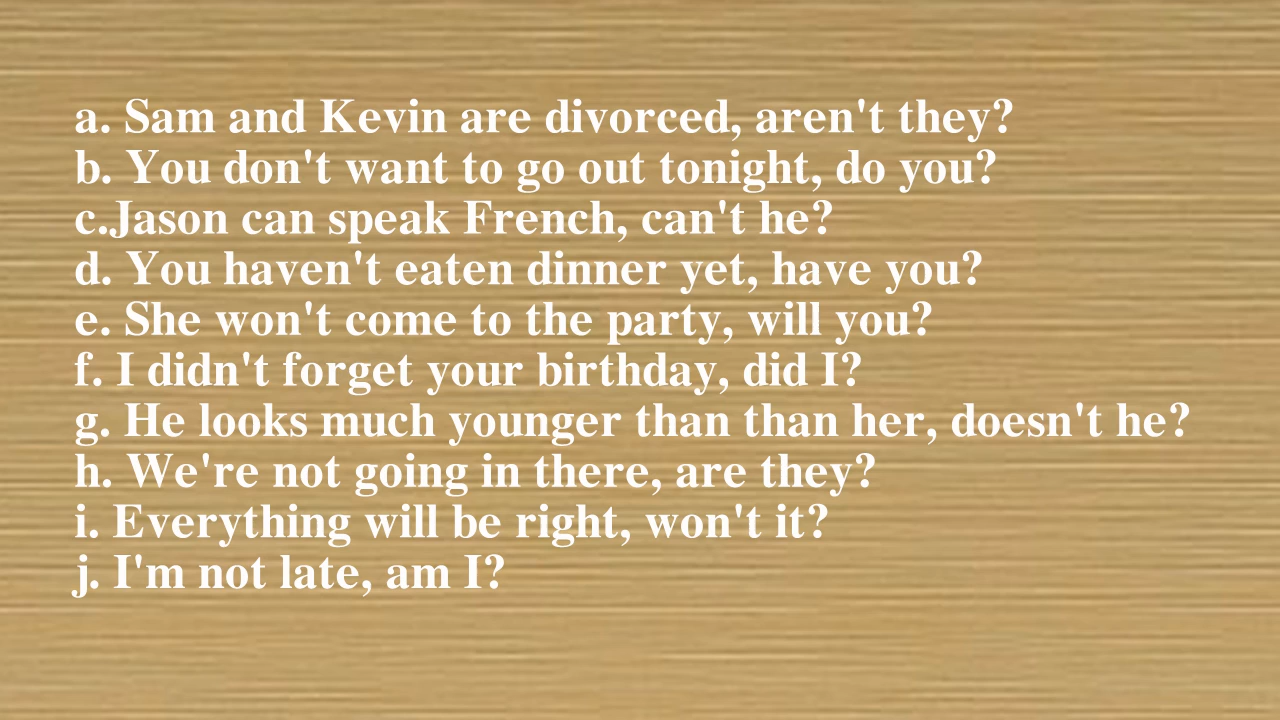 a. Sam and Kevin are divorced, aren't they?
b. You don't want to go out tonight, do you?
c..Jason can speak French, can't he?
d. You haven't eaten dinner yet, have you?
e. She won't come to the party, will you?
f. I didn't forget your birthday, did I?
g. He looks much younger than than her, doesn't he?
h. We're not going in there, are they?
i. Everything will be right, won't it?
j. I'm not late, am I?